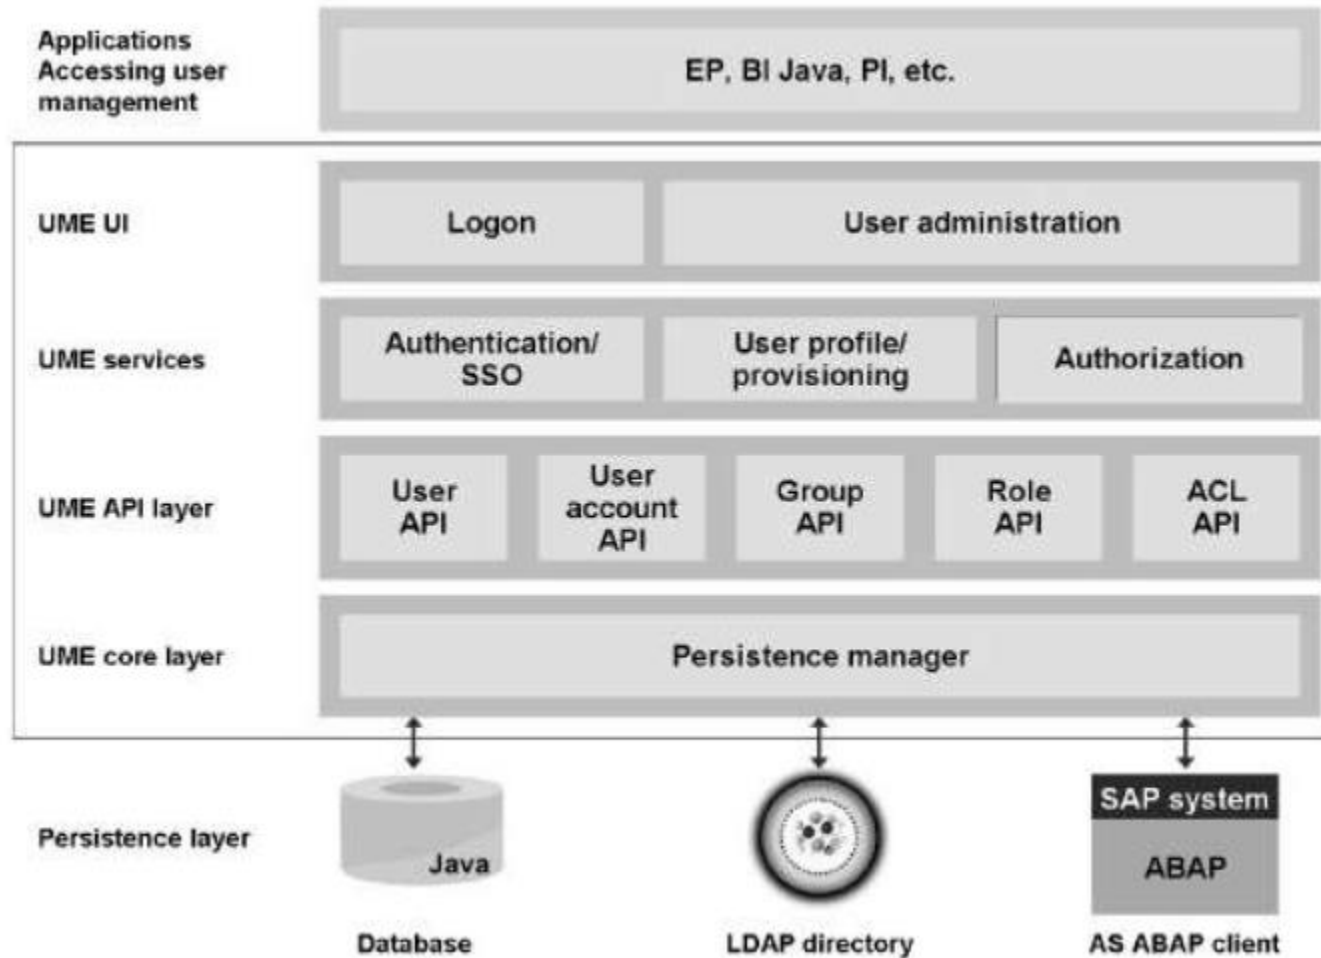 Applications
Accessing user
management
EP, BI Java, PI, etc.
UME UI
Logon
User administration
UME services
Authentication/
SSO
User profile/
provisioning
Authorization
UME API layer
User
API
User
account
API
Group
API
Role
API
ACL
API
UME core layer
Persistence manager
Persistence layer
Java
SAP system
ABAP
Database
LDAP directory
AS ABAP client